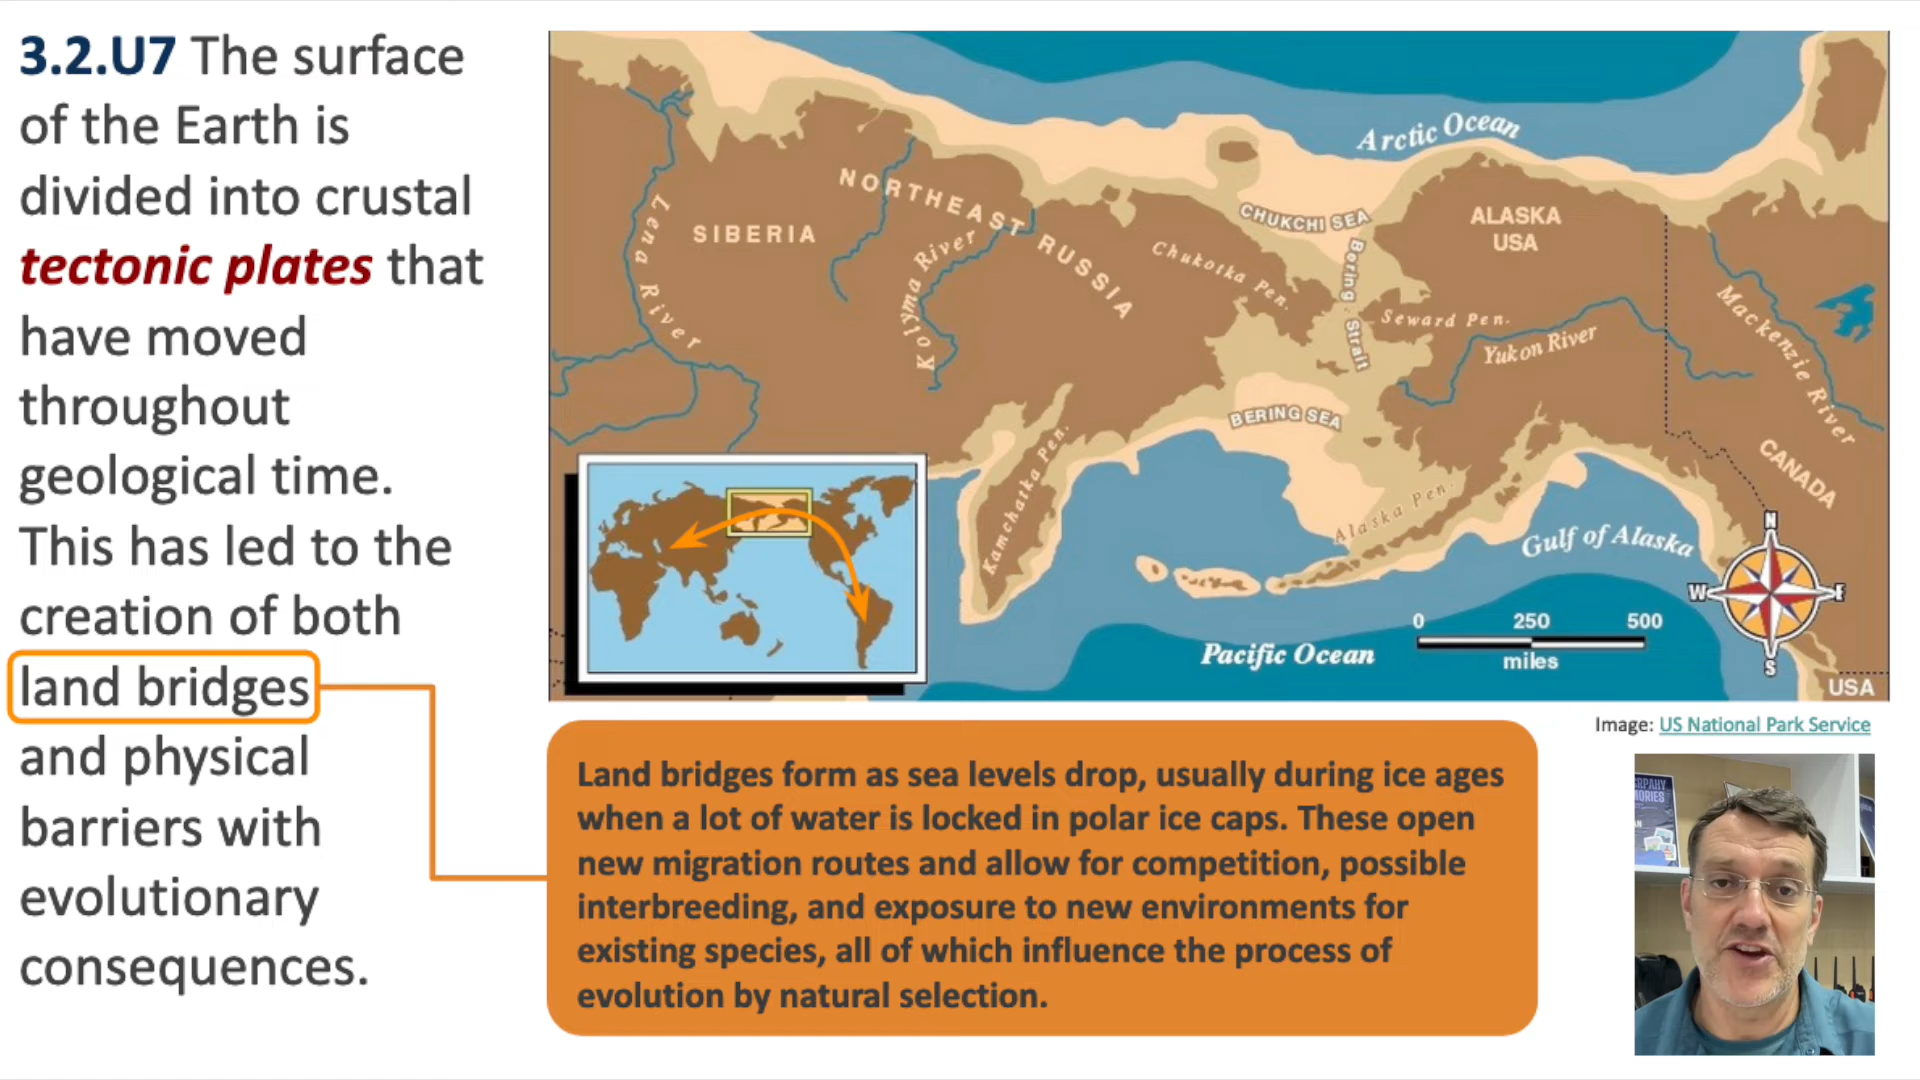 3.2.U7 The surface
of the Earth is
divided into crustal
tectonic plates that
have moved
throughout
geological time.
This has led to the
creation of both
land bridges
and physical
barriers with
evolutionary
consequences.
Arctic Ocean
NORTHEAST RUSSIA
SIBERIA
Lena River
Kolyma River
Chukotka Pen.
CHUKCHI SEA
Bering Strait
ALASKA
USA
Seward Pen.
Yukon River
Mackenzie River
BERING SEA
CANADA
Kamchatka Pen.
Alaska Pen.
Gulf of Alaska
Pacific Ocean
0 250 500
miles
N
W E
S
USA
Image: US National Park Service
Land bridges form as sea levels drop, usually during ice ages
when a lot of water is locked in polar ice caps. These open
new migration routes and allow for competition, possible
interbreeding, and exposure to new environments for
existing species, all of which influence the process of
evolution by natural selection.